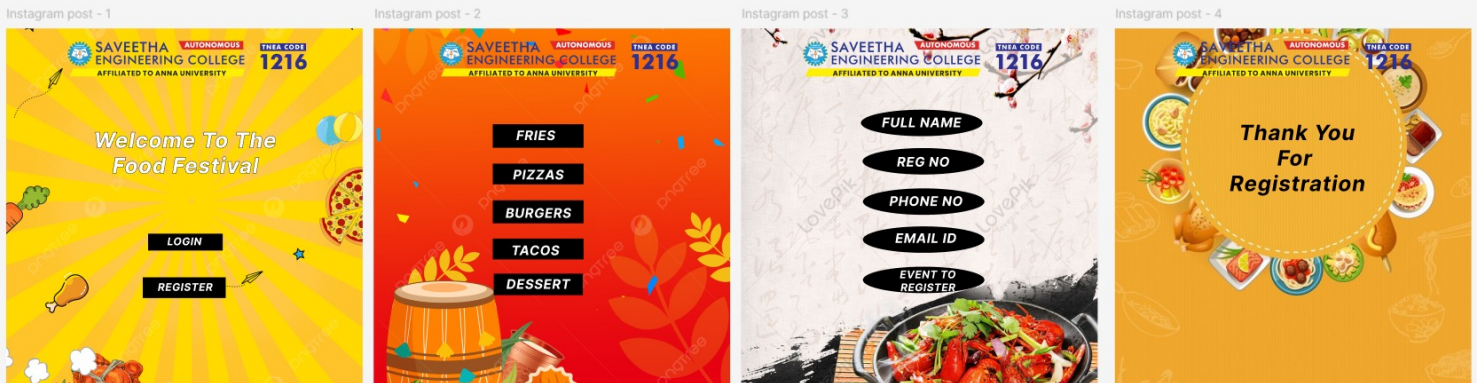 Instagram post - 1
SAVEETHA AUTONOMOUS
ENGINEERING COLLEGE
AFFILIATED TO ANNA UNIVERSITY
TNEA CODE
1216
Welcome To The
Food Festival
LOGIN
REGISTER
Instagram post - 2
SAVEETHA AUTONOMOUS
ENGINEERING COLLEGE
AFFILIATED TO ANNA UNIVERSITY
TNEA CODE
1216
FRIES
PIZZAS
BURGERS
TACOS
DESSERT
pngtree
Instagram post - 3
SAVEETHA AUTONOMOUS
ENGINEERING COLLEGE
AFFILIATED TO ANNA UNIVERSITY
TNEA CODE
1216
FULL NAME
REG NO
PHONE NO
EMAIL ID
EVENT TO
REGISTER
LovePik
LovePik
Instagram post - 4
SAVEETHA AUTONOMOUS
ENGINEERING COLLEGE
AFFILIATED TO ANNA UNIVERSITY
TNEA CODE
1216
Thank You
For
Registration